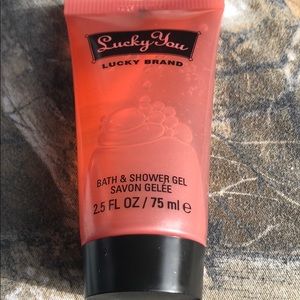 Lucky You
LUCKY BRAND
BATH & SHOWER GEL
SAVON GELÉE
2.5 FL OZ / 75 ml e